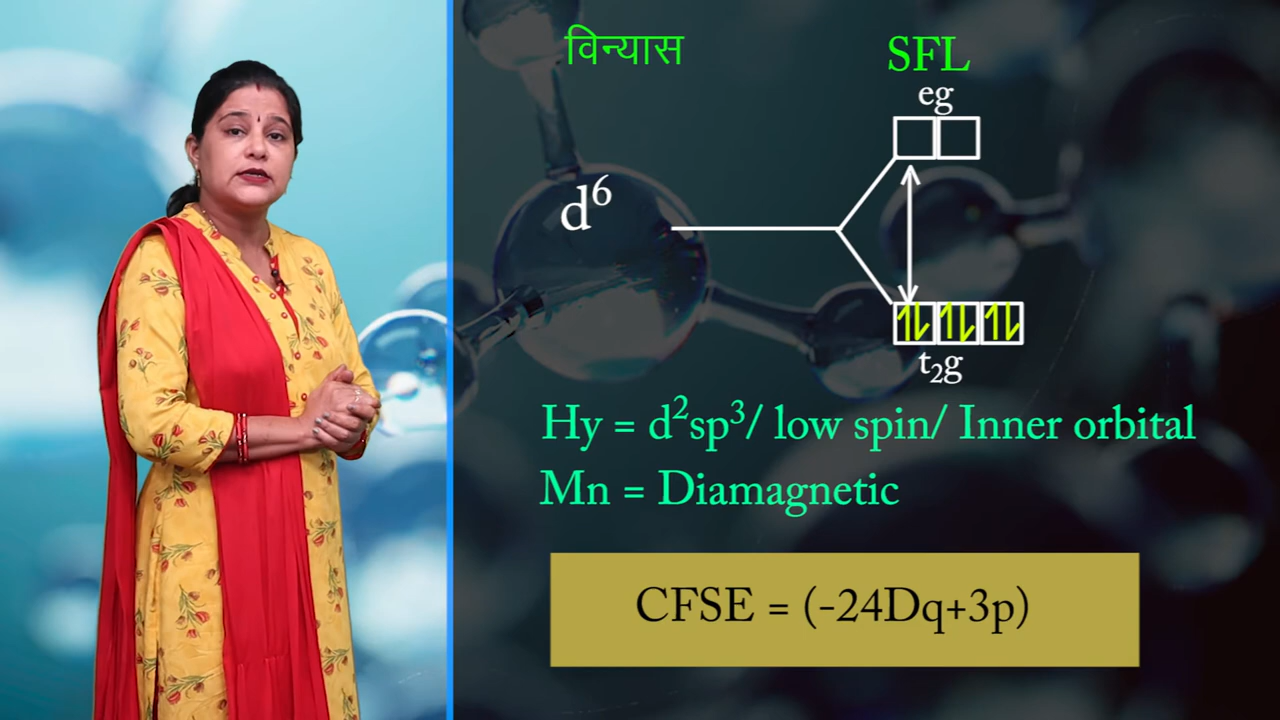 विन्यास SFL
eg
d⁶
t₂g
Hy = d²sp³/ low spin/ Inner orbital
Mn = Diamagnetic
CFSE = (-24Dq+3p)